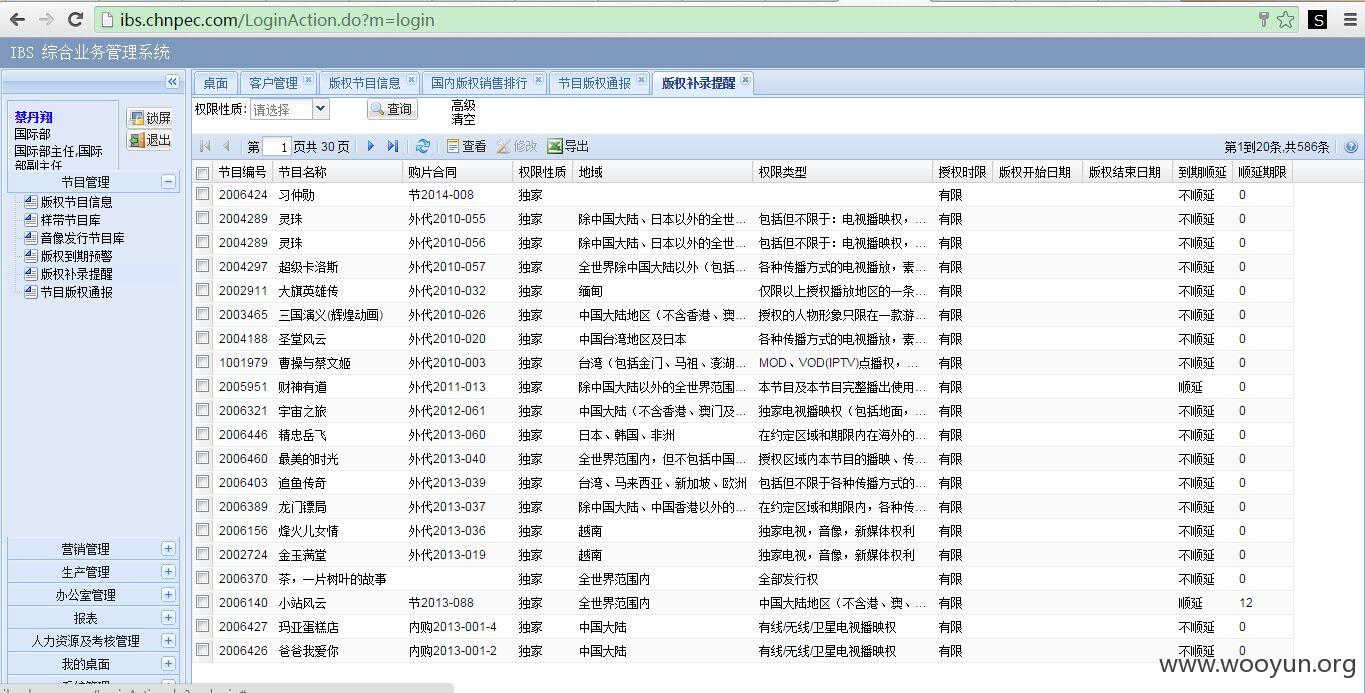 ibs.chnpec.com/LoginAction.do?m=login
IBS 综合业务管理系统
桌面 客户管理 版权节目信息 国内版权销售排行 节目版权通报 版权补录提醒
蔡丹翔
国际部
国际部主任,国际
部副主任
锁屏
退出
节目管理
版权节目信息
样带节目库
音像发行节目库
版权到期预警
版权补录提醒
节目版权通报
营销管理
生产管理
办公室管理
报表
人力资源及考核管理
我的桌面
权限性质: 请选择 查询 高级
清空
第 1 页共 30 页 查看 修改 导出 第1到20条,共586条
节目编号 节目名称 购片合同 权限性质 地域 权限类型 授权时限 版权开始日期 版权结束日期 到期顺延 顺延期限
2006424 习仲勋 节2014-008 独家 有限 不顺延 0
2004289 灵珠 外代2010-055 独家 除中国大陆、日本以外的全世... 包括但不限于：电视播映权，... 有限 不顺延 0
2004289 灵珠 外代2010-056 独家 除中国大陆、日本以外的全世... 包括但不限于：电视播映权，... 有限 不顺延 0
2004297 超级卡洛斯 外代2010-057 独家 全世界除中国大陆以外（包括... 各种传播方式的电视播放，素... 有限 不顺延 0
2002911 大旗英雄传 外代2010-032 独家 缅甸 仅限以上授权播放地区的一条... 有限 不顺延 0
2003465 三国演义(辉煌动画) 外代2010-026 独家 中国大陆地区（不含香港、澳... 授权的人物形象只限在一款游... 有限 不顺延 0
2004188 圣堂风云 外代2010-020 独家 中国台湾地区及日本 各种传播方式的电视播放，素... 有限 不顺延 0
1001979 曹操与蔡文姬 外代2010-003 独家 台湾（包括金门、马祖、澎湖... MOD、VOD(IPTV)点播权，... 有限 不顺延 0
2005951 财神有道 外代2011-013 独家 除中国大陆以外的全世界范围... 本节目及本节目完整播出使用... 有限 顺延 0
2006321 宇宙之旅 外代2012-061 独家 中国大陆（不含香港、澳门及... 独家电视播映权（包括地面，... 有限 不顺延 0
2006446 精忠岳飞 外代2013-060 独家 日本、韩国、非洲 在约定区域和期限内在海外的... 有限 不顺延 0
2006460 最美的时光 外代2013-040 独家 全世界范围内，但不包括中国... 授权区域内本节目的播映、传... 有限 不顺延 0
2006403 追鱼传奇 外代2013-039 独家 台湾、马来西亚、新加坡、欧洲 包括但不限于各种传播方式的... 有限 不顺延 0
2006389 龙门镖局 外代2013-037 独家 除中国大陆、中国香港以外的... 在约定区域和期限内，各种传... 有限 不顺延 0
2006156 烽火儿女情 外代2013-036 独家 越南 独家电视，音像，新媒体权利 有限 不顺延 0
2002724 金玉满堂 外代2013-019 独家 越南 独家电视，音像，新媒体权利 有限 不顺延 0
2006370 茶，一片树叶的故事 独家 全世界范围内 全部发行权 有限 不顺延 0
2006140 小站风云 节2013-088 独家 全世界范围内 中国大陆地区（不含港、澳、... 有限 顺延 12
2006427 玛亚蛋糕店 内购2013-001-4 独家 中国大陆 有线/无线/卫星电视播映权 有限 不顺延 0
2006426 爸爸我爱你 内购2013-001-2 独家 中国大陆 有线/无线/卫星电视播映权 有限 不顺延 0
www.wooyun.org